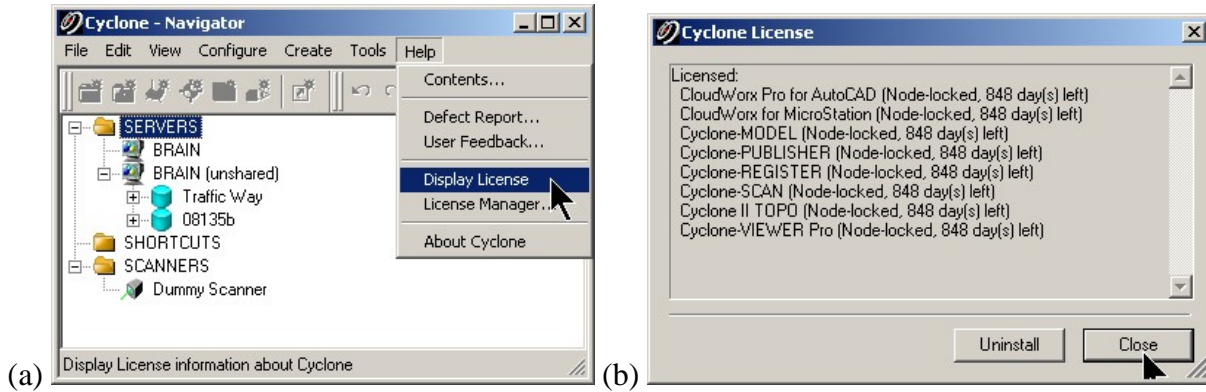 Cyclone - Navigator
File Edit View Configure Create Tools Help
Contents...
Defect Report...
User Feedback...
Display License
License Manager...
About Cyclone
SERVERS
BRAIN
BRAIN (unshared)
Traffic Way
08135b
SHORTCUTS
SCANNERS
Dummy Scanner
Display License information about Cyclone
(a)
Cyclone License
Licensed:
CloudWorx Pro for AutoCAD (Node-locked, 848 day(s) left)
CloudWorx for MicroStation (Node-locked, 848 day(s) left)
Cyclone-MODEL (Node-locked, 848 day(s) left)
Cyclone-PUBLISHER (Node-locked, 848 day(s) left)
Cyclone-REGISTER (Node-locked, 848 day(s) left)
Cyclone-SCAN (Node-locked, 848 day(s) left)
Cyclone II TOPO (Node-locked, 848 day(s) left)
Cyclone-VIEWER Pro (Node-locked, 848 day(s) left)
Uninstall Close
(b)